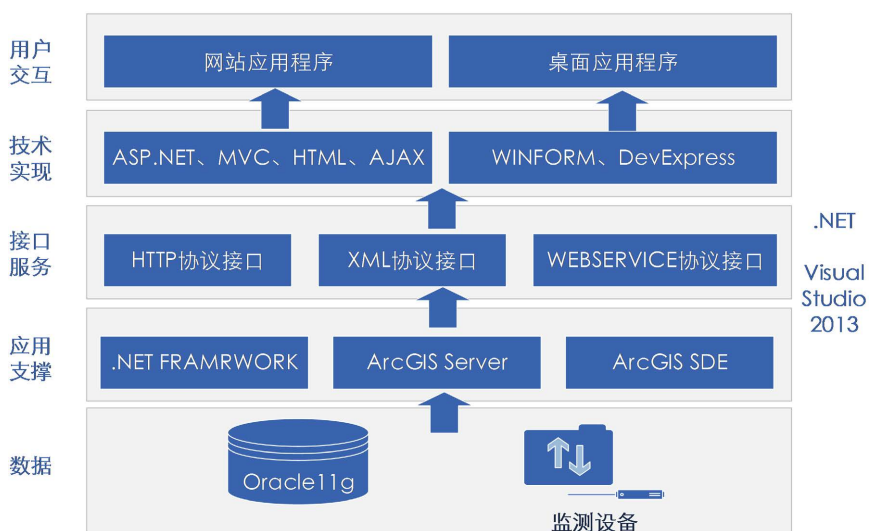 用户
交互
网站应用程序
桌面应用程序
技术
实现
ASP.NET、MVC、HTML、AJAX
WINFORM、DevExpress
接口
服务
HTTP协议接口
XML协议接口
WEBSERVICE协议接口
.NET
Visual
Studio
2013
应用
支撑
.NET FRAMRWORK
ArcGIS Server
ArcGIS SDE
数据
Oracle11g
监测设备